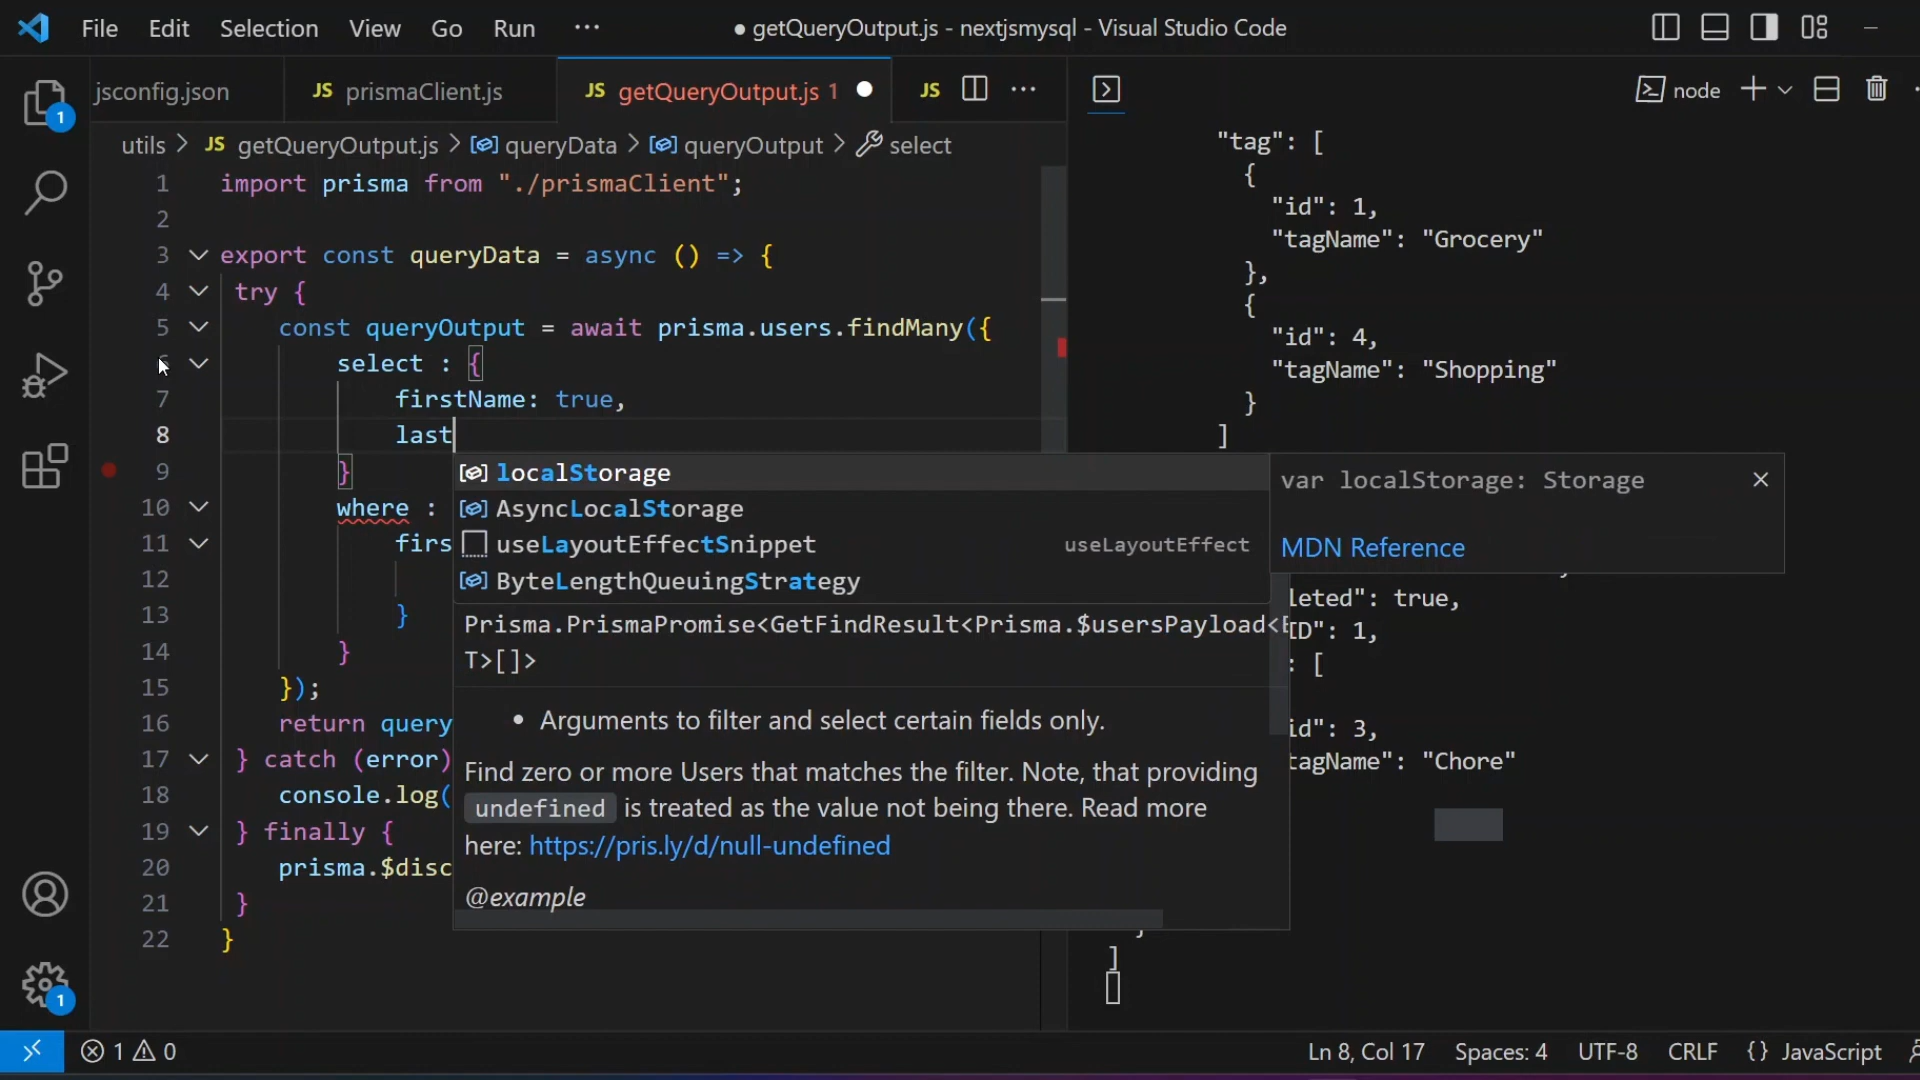 File Edit Selection View Go Run ··· ● getQueryOutput.js - nextjsmysql - Visual Studio Code
jsconfig.json JS prismaClient.js JS getQueryOutput.js 1 ● JS ···
node
utils > JS getQueryOutput.js > queryData > queryOutput > select
1 import prisma from "./prismaClient";
2
3 export const queryData = async () => {
4 try {
5 const queryOutput = await prisma.users.findMany({
6 select : {
7 firstName: true,
8 last
9 }
10 where :
11 firs
12
13 }
14 }
15 });
16 return query
17 } catch (error)
18 console.log(
19 } finally {
20 prisma.$disc
21 }
22 }
localStorage
AsyncLocalStorage
useLayoutEffectSnippet useLayoutEffect
ByteLengthQueuingStrategy
Prisma.PrismaPromise<GetFindResult<Prisma.$usersPayload<E
T>[]>
• Arguments to filter and select certain fields only.
Find zero or more Users that matches the filter. Note, that providing
undefined is treated as the value not being there. Read more
here: https://pris.ly/d/null-undefined
@example
var localStorage: Storage
MDN Reference
"tag": [
{
"id": 1,
"tagName": "Grocery"
},
{
"id": 4,
"tagName": "Shopping"
}
]
leted": true,
ID": 1,
: [
id": 3,
tagName": "Chore"
]
1
1
1 0
Ln 8, Col 17 Spaces: 4 UTF-8 CRLF {} JavaScript